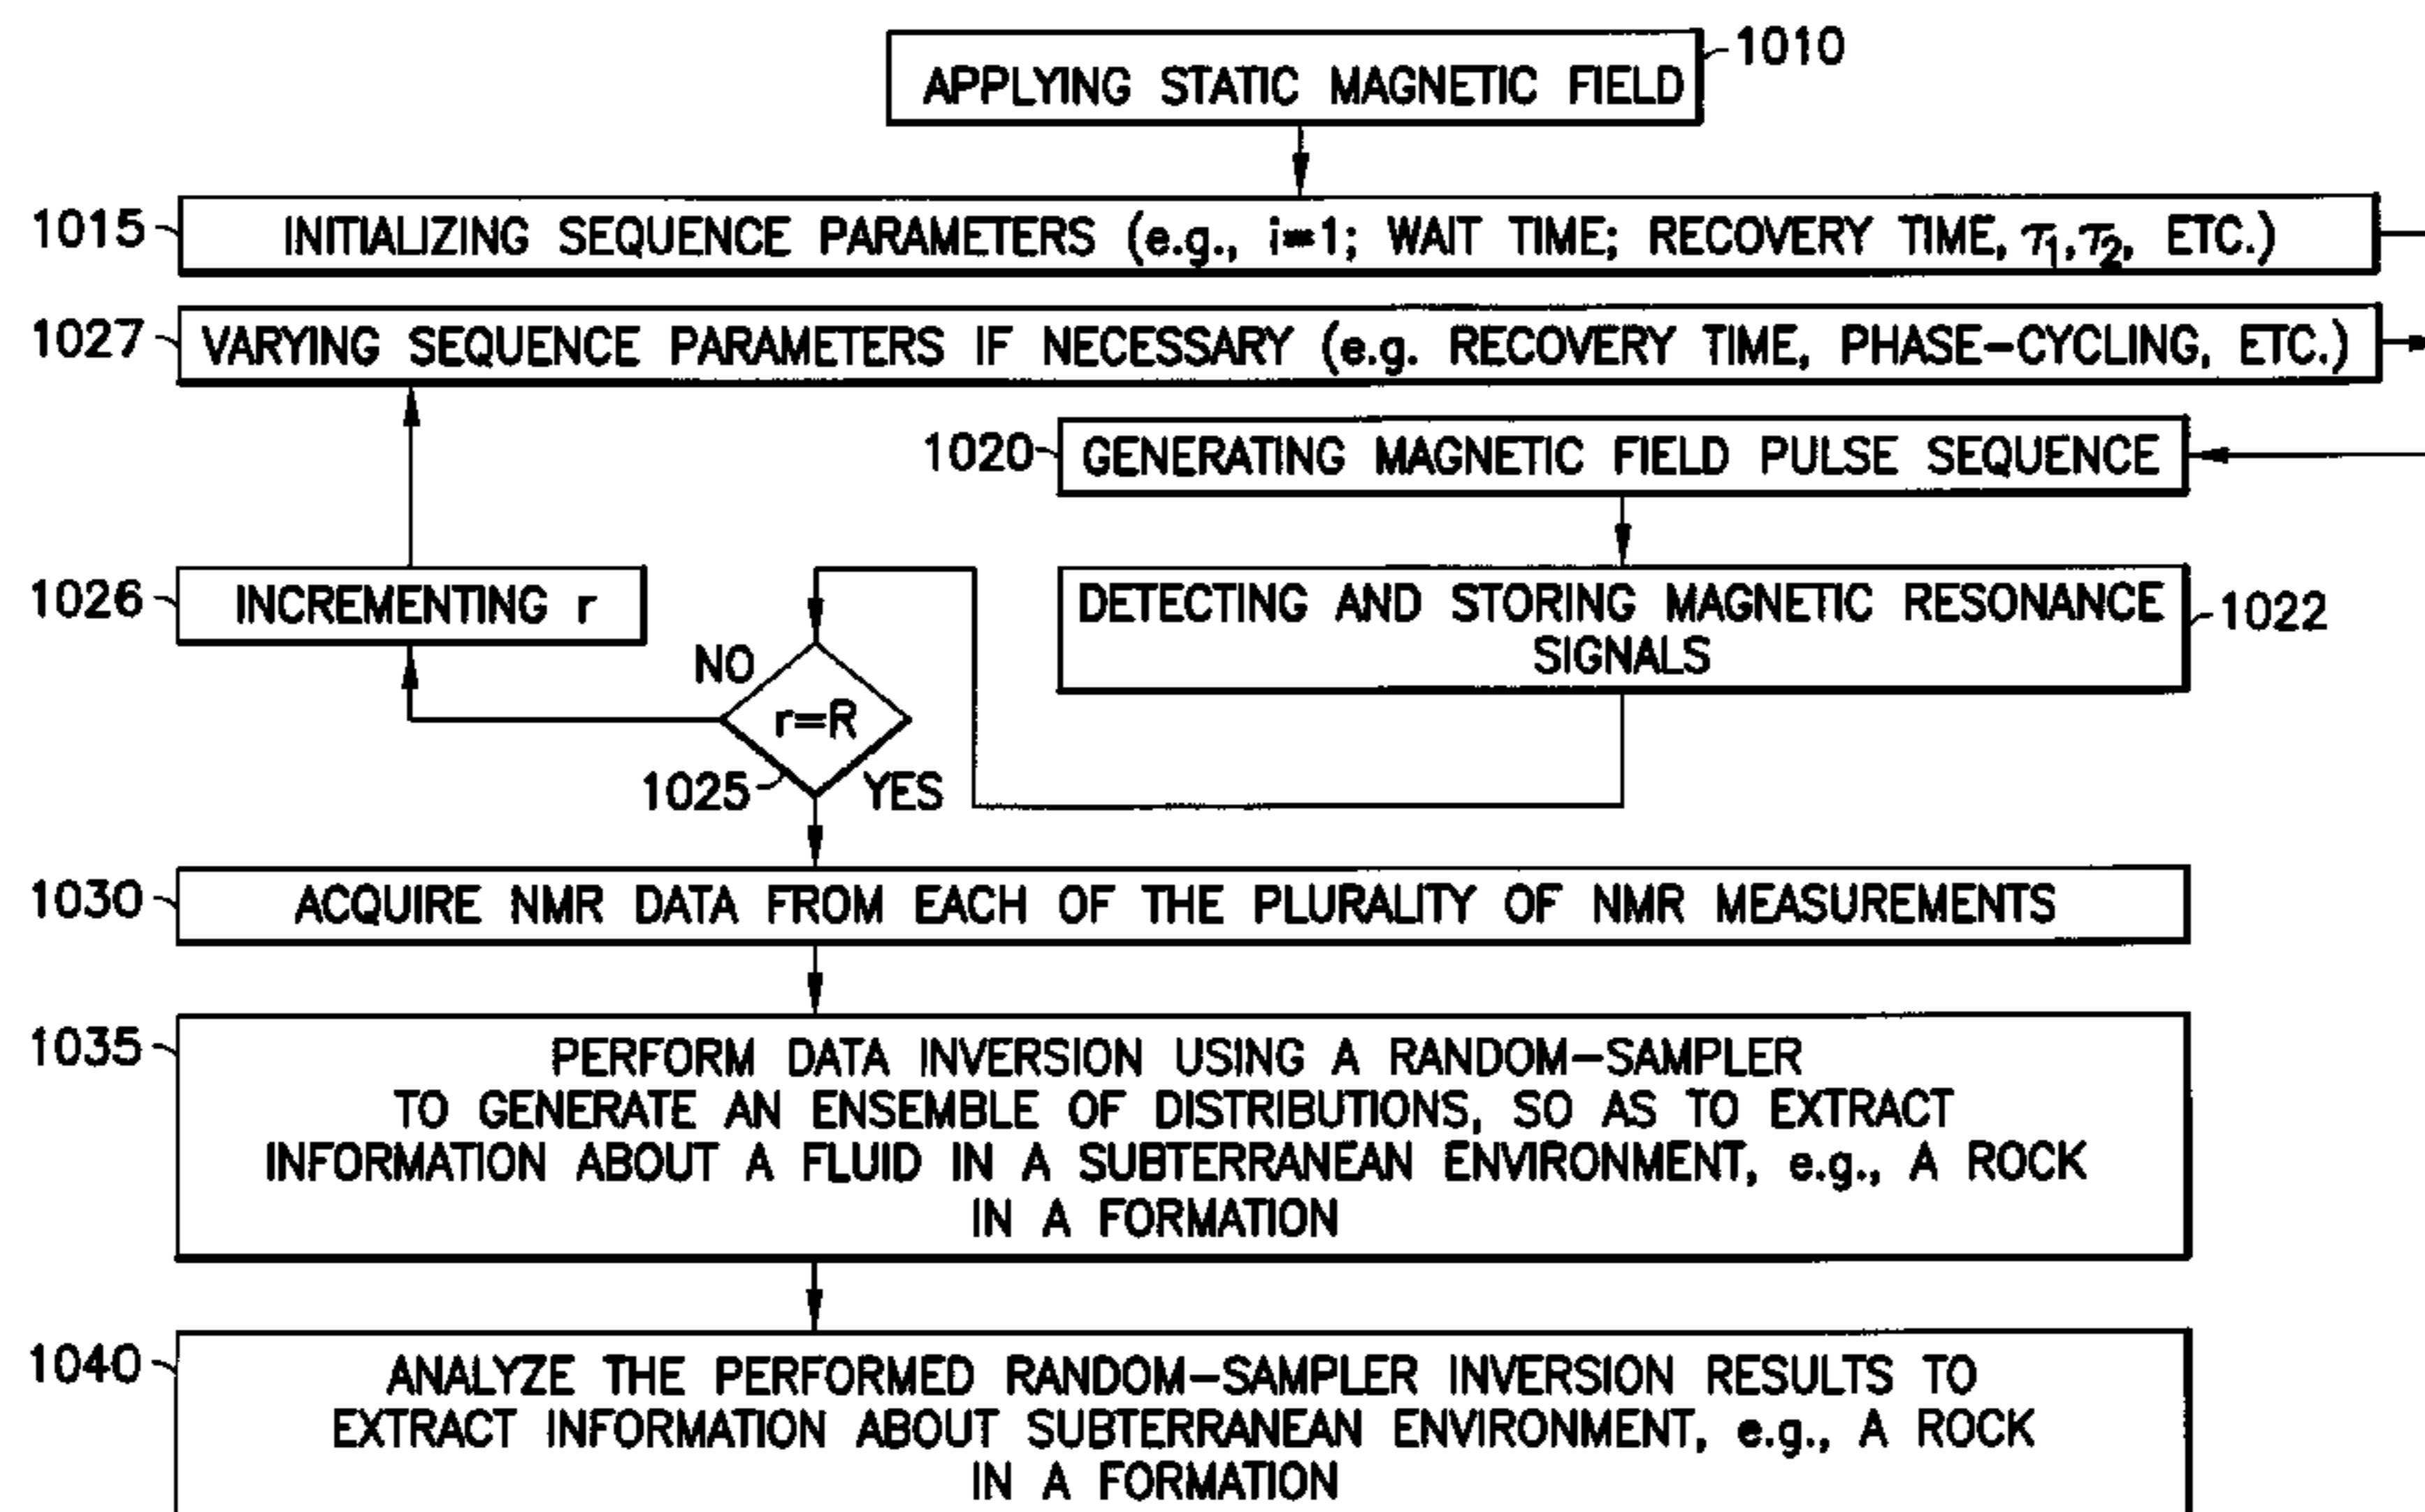 1010
APPLYING STATIC MAGNETIC FIELD
1015
INITIALIZING SEQUENCE PARAMETERS (e.g., i=1; WAIT TIME; RECOVERY TIME, τ1,τ2, ETC.)
1027
VARYING SEQUENCE PARAMETERS IF NECESSARY (e.g. RECOVERY TIME, PHASE-CYCLING, ETC.)
1020
GENERATING MAGNETIC FIELD PULSE SEQUENCE
1026
INCREMENTING r
DETECTING AND STORING MAGNETIC RESONANCE
SIGNALS
1022
NO
r=R
1025
YES
1030
ACQUIRE NMR DATA FROM EACH OF THE PLURALITY OF NMR MEASUREMENTS
1035
PERFORM DATA INVERSION USING A RANDOM-SAMPLER
TO GENERATE AN ENSEMBLE OF DISTRIBUTIONS, SO AS TO EXTRACT
INFORMATION ABOUT A FLUID IN A SUBTERRANEAN ENVIRONMENT, e.g., A ROCK
IN A FORMATION
1040
ANALYZE THE PERFORMED RANDOM-SAMPLER INVERSION RESULTS TO
EXTRACT INFORMATION ABOUT SUBTERRANEAN ENVIRONMENT, e.g., A ROCK
IN A FORMATION